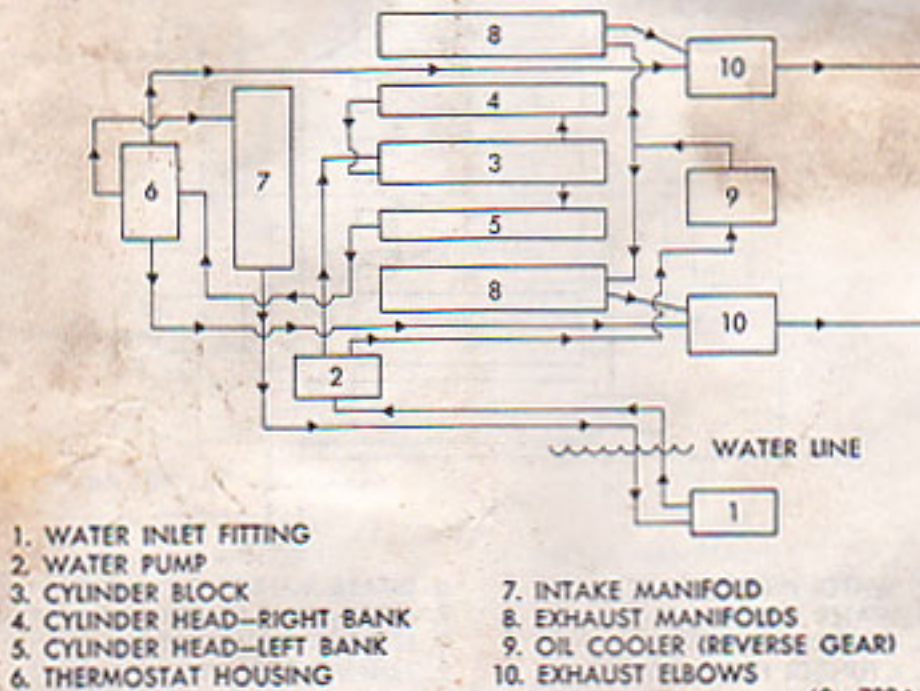 8
10
4
3
6
7
9
5
8
10
2
WATER LINE
1
1. WATER INLET FITTING
2. WATER PUMP
3. CYLINDER BLOCK
4. CYLINDER HEAD—RIGHT BANK
5. CYLINDER HEAD—LEFT BANK
6. THERMOSTAT HOUSING
7. INTAKE MANIFOLD
8. EXHAUST MANIFOLDS
9. OIL COOLER (REVERSE GEAR)
10. EXHAUST ELBOWS